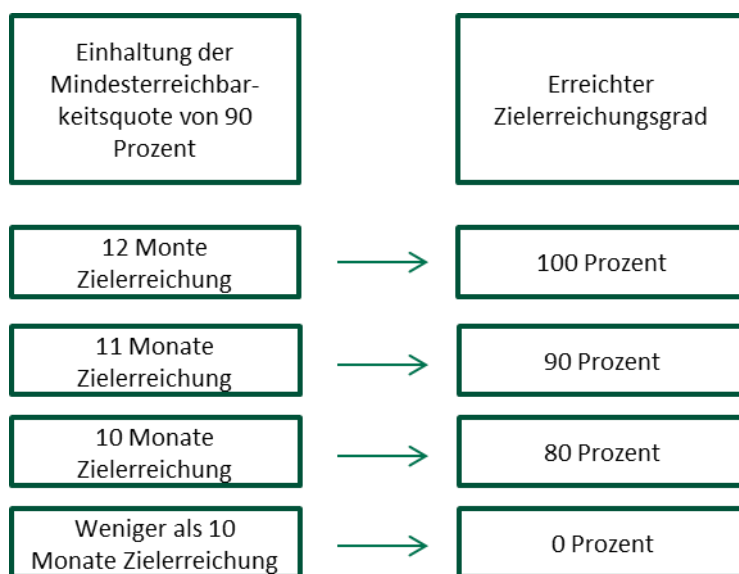 Einhaltung der
Mindesterreichbar-
keitsquote von 90
Prozent
Erreichter
Zielerreichungsgrad
12 Monte
Zielerreichung
100 Prozent
11 Monate
Zielerreichung
90 Prozent
10 Monate
Zielerreichung
80 Prozent
Weniger als 10
Monate Zielerreichung
0 Prozent